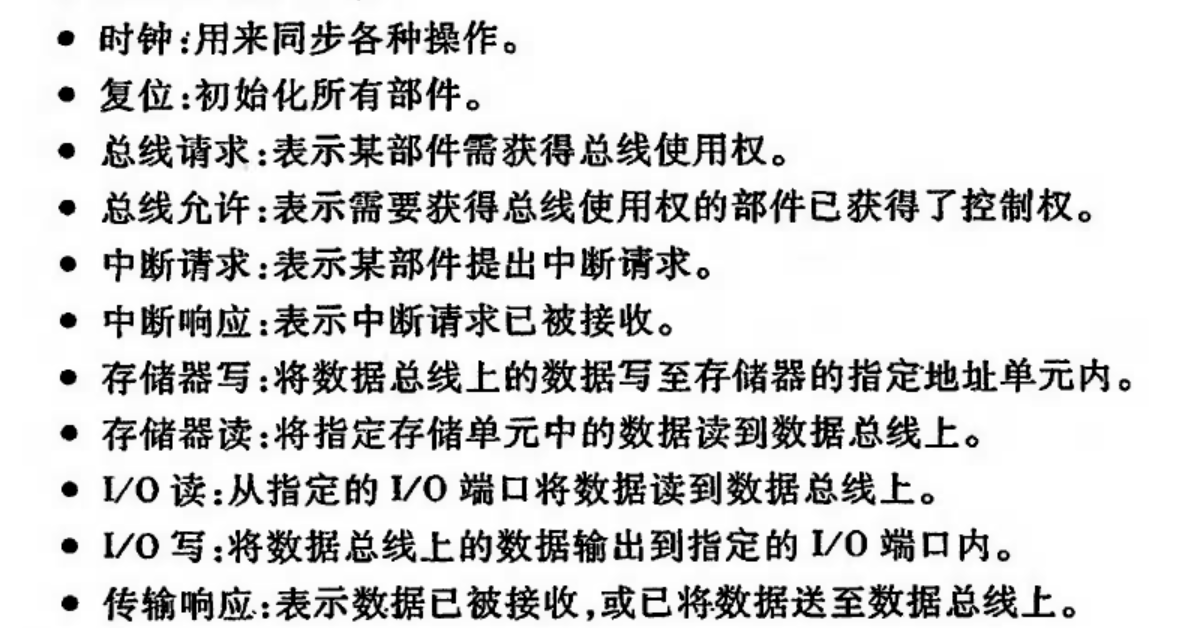 • 时钟:用来同步各种操作。
• 复位:初始化所有部件。
• 总线请求:表示某部件需获得总线使用权。
• 总线允许:表示需要获得总线使用权的部件已获得了控制权。
• 中断请求:表示某部件提出中断请求。
• 中断响应:表示中断请求已被接收。
• 存储器写:将数据总线上的数据写至存储器的指定地址单元内。
• 存储器读:将指定存储单元中的数据读到数据总线上。
• I/O 读:从指定的 I/O 端口将数据读到数据总线上。
• I/O 写:将数据总线上的数据输出到指定的 I/O 端口内。
• 传输响应:表示数据已被接收,或已将数据送至数据总线上。